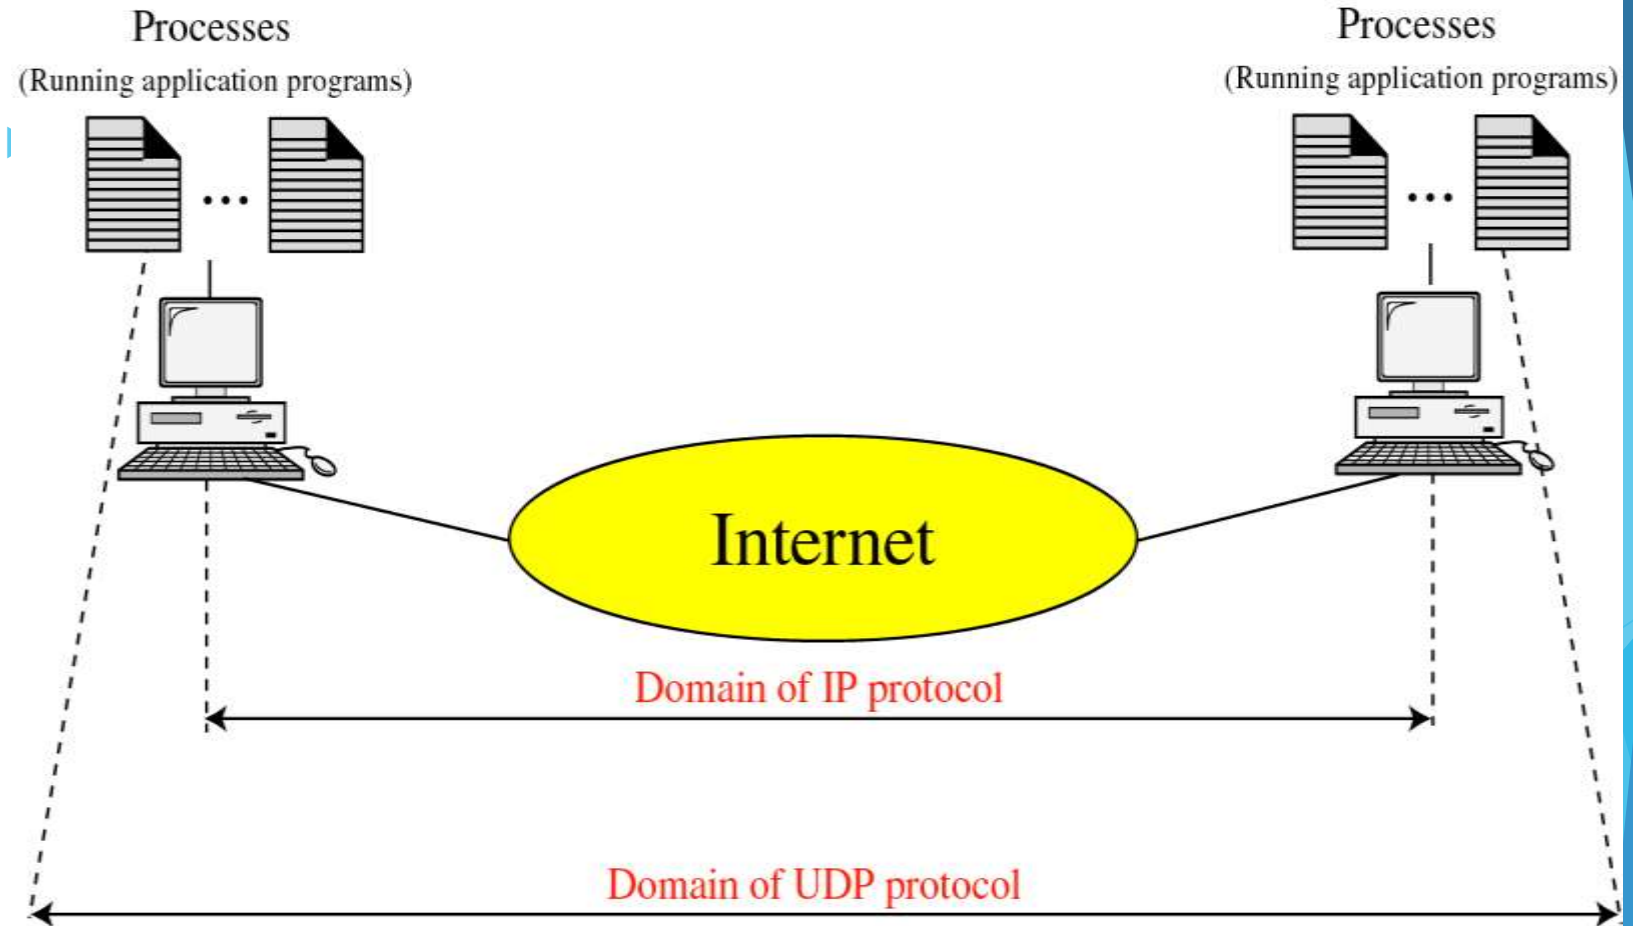 Processes
(Running application programs)
Processes
(Running application programs)
Internet
Domain of IP protocol
Domain of UDP protocol